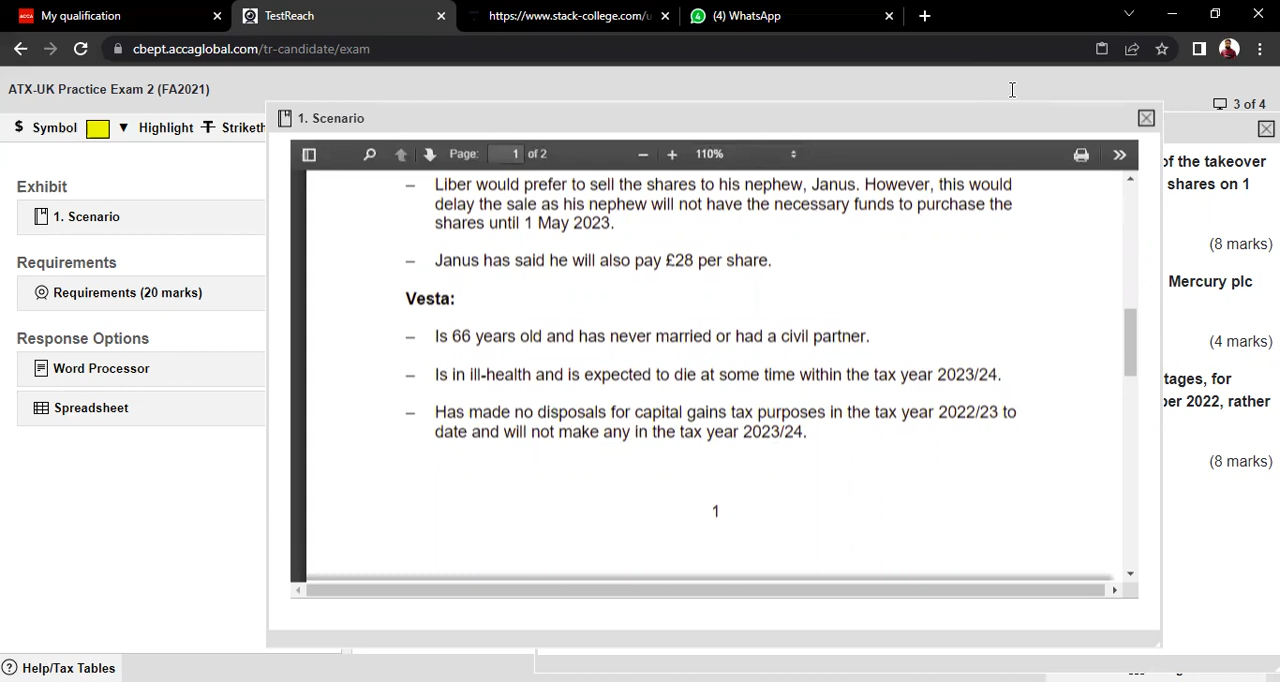 My qualification
TestReach
https://www.stack-college.com/u
(4) WhatsApp
cbept.accaglobal.com/tr-candidate/exam
ATX-UK Practice Exam 2 (FA2021)
3 of 4
$ Symbol
Highlight
Striketh
1. Scenario
Page: 1 of 2
110%
Exhibit
1. Scenario
Requirements
Requirements (20 marks)
Response Options
Word Processor
Spreadsheet
– Liber would prefer to sell the shares to his nephew, Janus. However, this would
delay the sale as his nephew will not have the necessary funds to purchase the
shares until 1 May 2023.
– Janus has said he will also pay £28 per share.
Vesta:
– Is 66 years old and has never married or had a civil partner.
– Is in ill-health and is expected to die at some time within the tax year 2023/24.
– Has made no disposals for capital gains tax purposes in the tax year 2022/23 to
date and will not make any in the tax year 2023/24.
1
of the takeover
shares on 1
(8 marks)
Mercury plc
(4 marks)
tages, for
er 2022, rather
(8 marks)
Help/Tax Tables